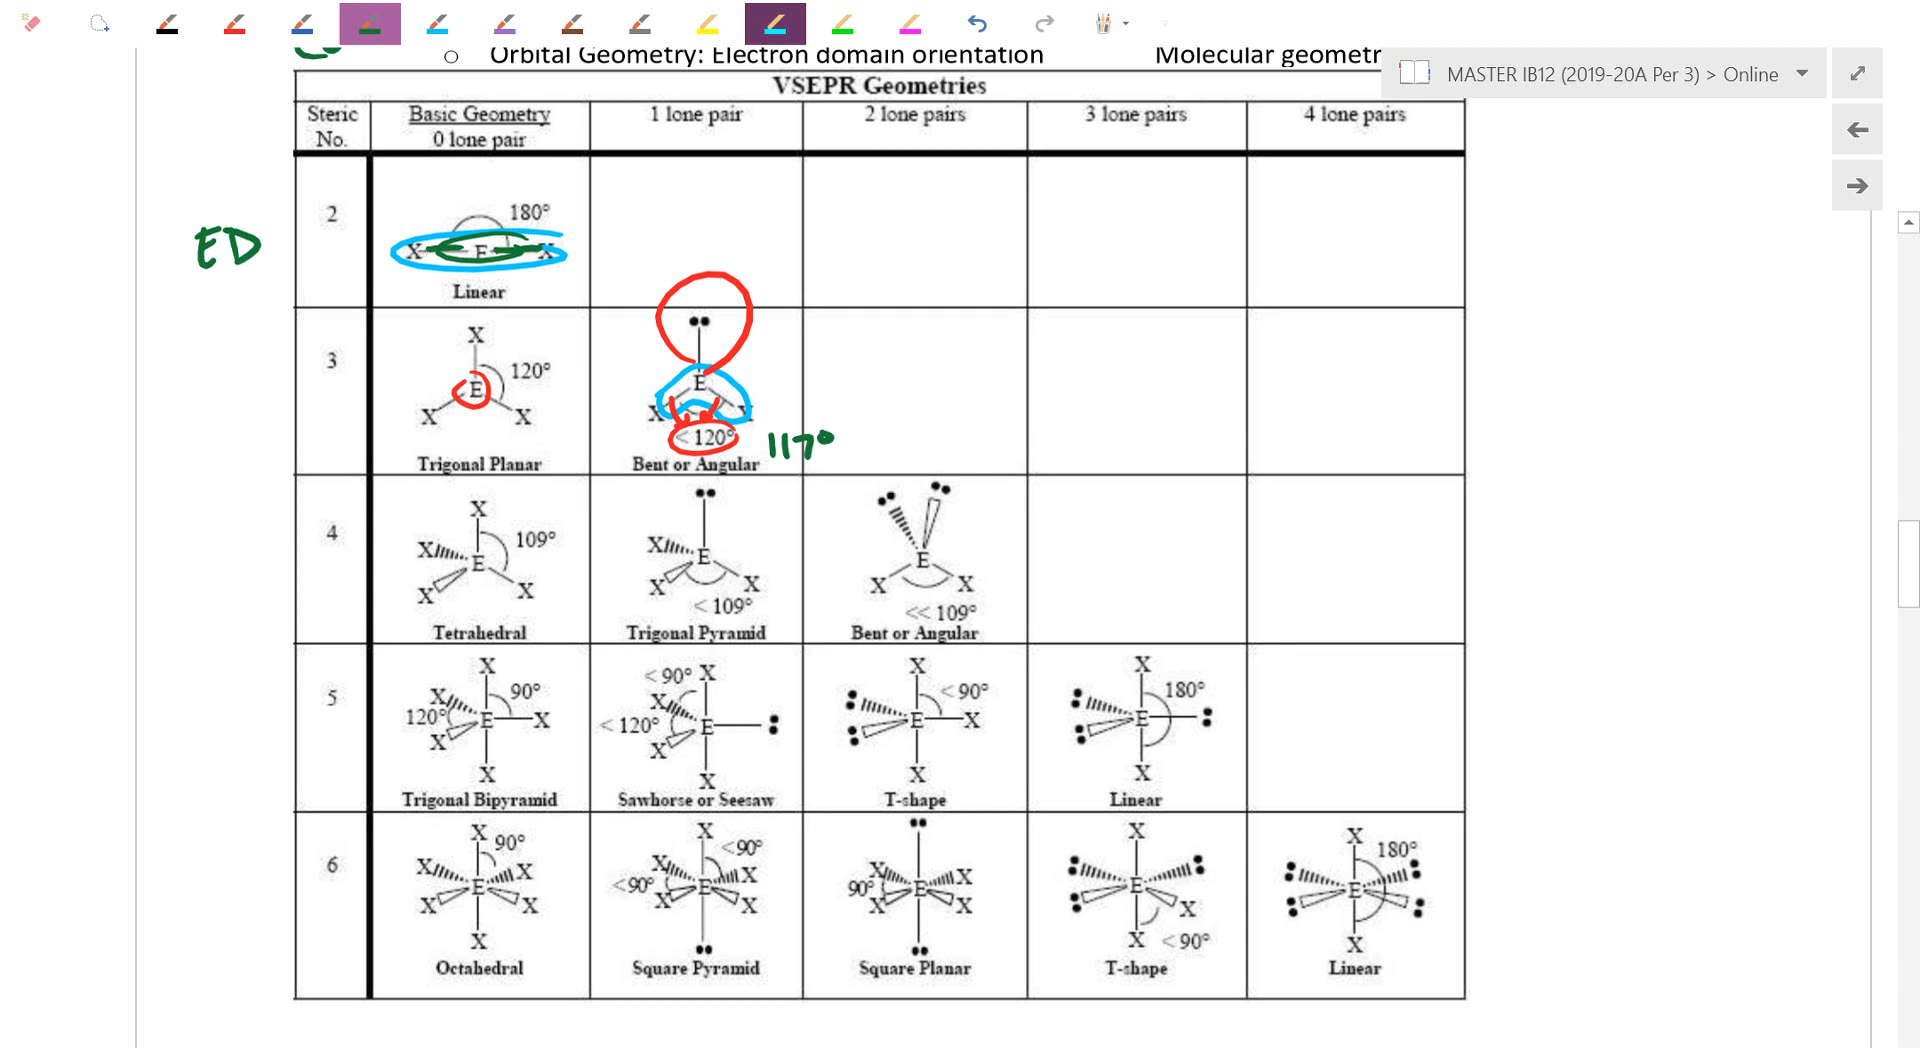 o Orbital Geometry: Electron domain orientation Molecular geometr
MASTER IB12 (2019-20A Per 3) > Online
VSEPR Geometries
Steric No.
Basic Geometry 0 lone pair
1 lone pair
2 lone pairs
3 lone pairs
4 lone pairs
ED
2
180°
X E X
Linear
3
X
120°
E
X X
Trigonal Planar
E
X
< 120°
117°
Bent or Angular
4
X
109°
X E
X X
Tetrahedral
X E
X X
< 109°
Trigonal Pyramid
E
X X
<< 109°
Bent or Angular
5
X
X 90°
120° E X
X
X
Trigonal Bipyramid
< 90° X
X
< 120° E
X
X
Sawhorse or Seesaw
X
< 90°
E X
X
T-shape
X
180°
E
X
Linear
6
X 90°
X X
E
X X
X
Octahedral
X
< 90°
X X
< 90° E
X X
Square Pyramid
X X
90° E
X X
Square Planar
X
E
X
X < 90°
T-shape
X
180°
E
X
Linear